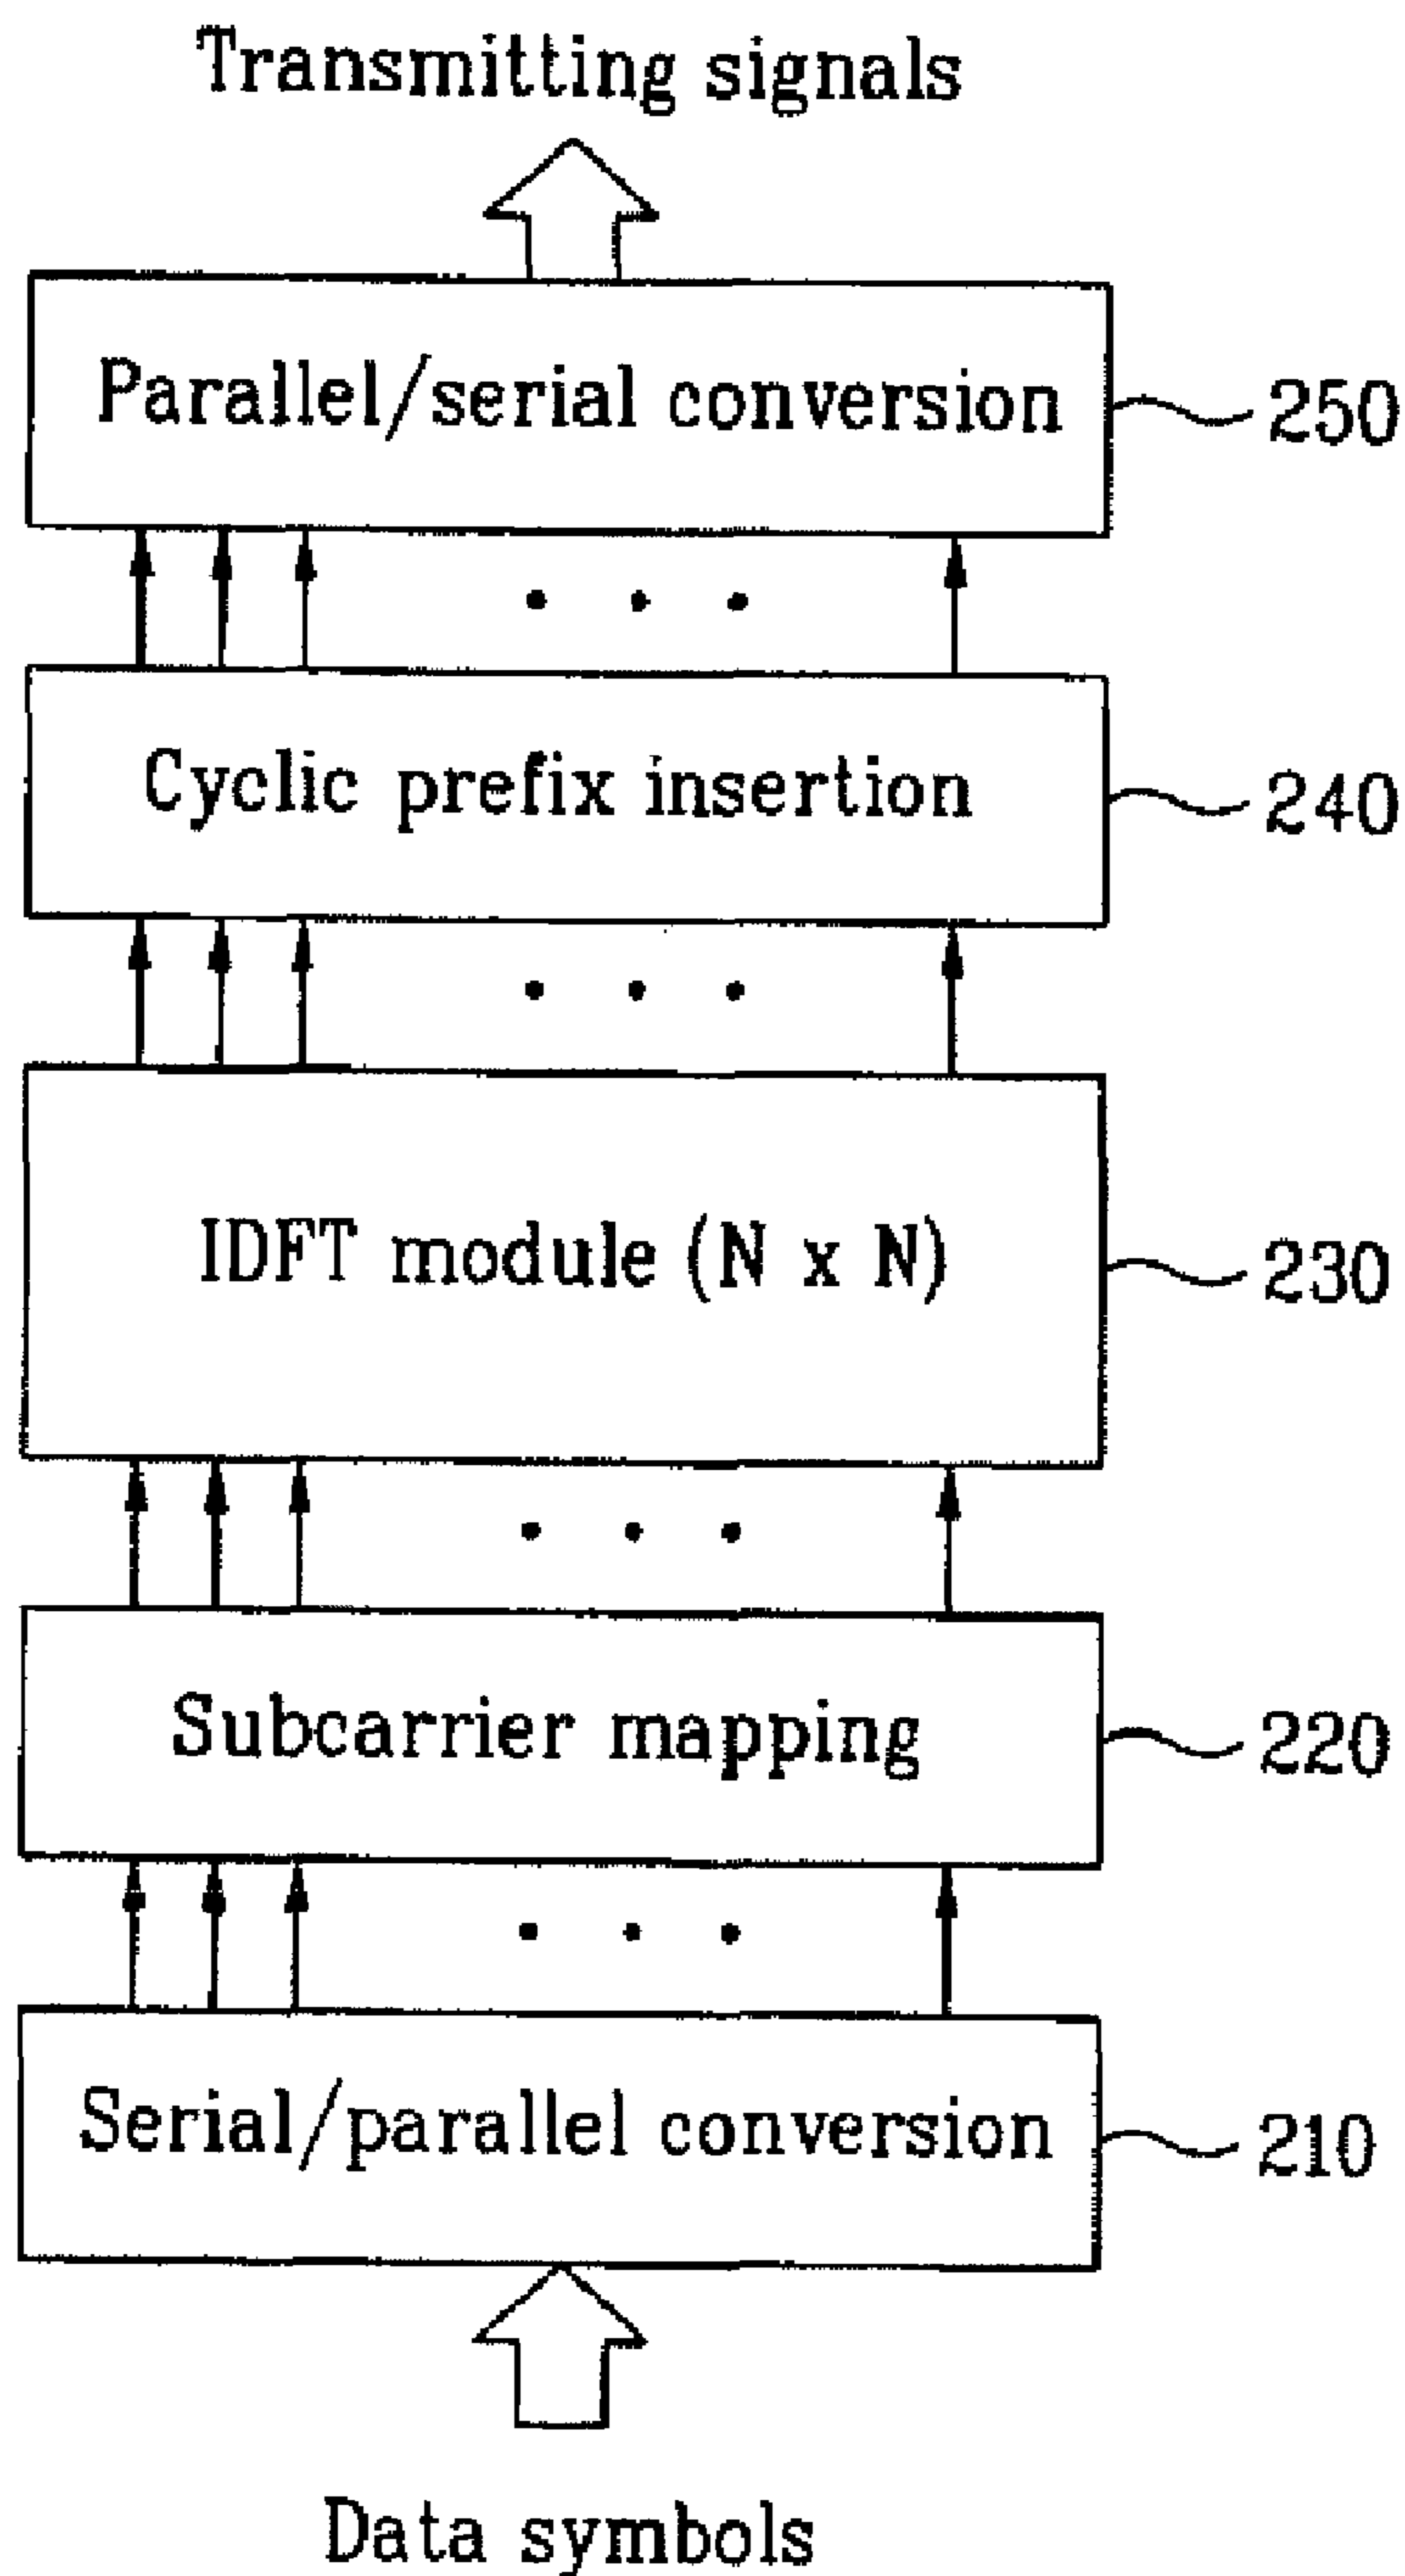 Transmitting signals
Parallel/serial conversion
250
Cyclic prefix insertion
240
IDFT module (N x N)
230
Subcarrier mapping
220
Serial/parallel conversion
210
Data symbols